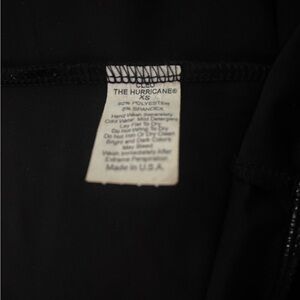 CLEO
THE HURRICANE®
XS
92% POLYESTER
8% SPANDEX
Hand Wash Separately
Cold Water, Mild Detergent
Lay Flat To Dry
Do Not Wring To Dry
Do Not Iron Or Dry Clean
Bright and Dark Colors
May Bleed
Wash Immediately After
Extreme Perspiration
Made In U.S.A.